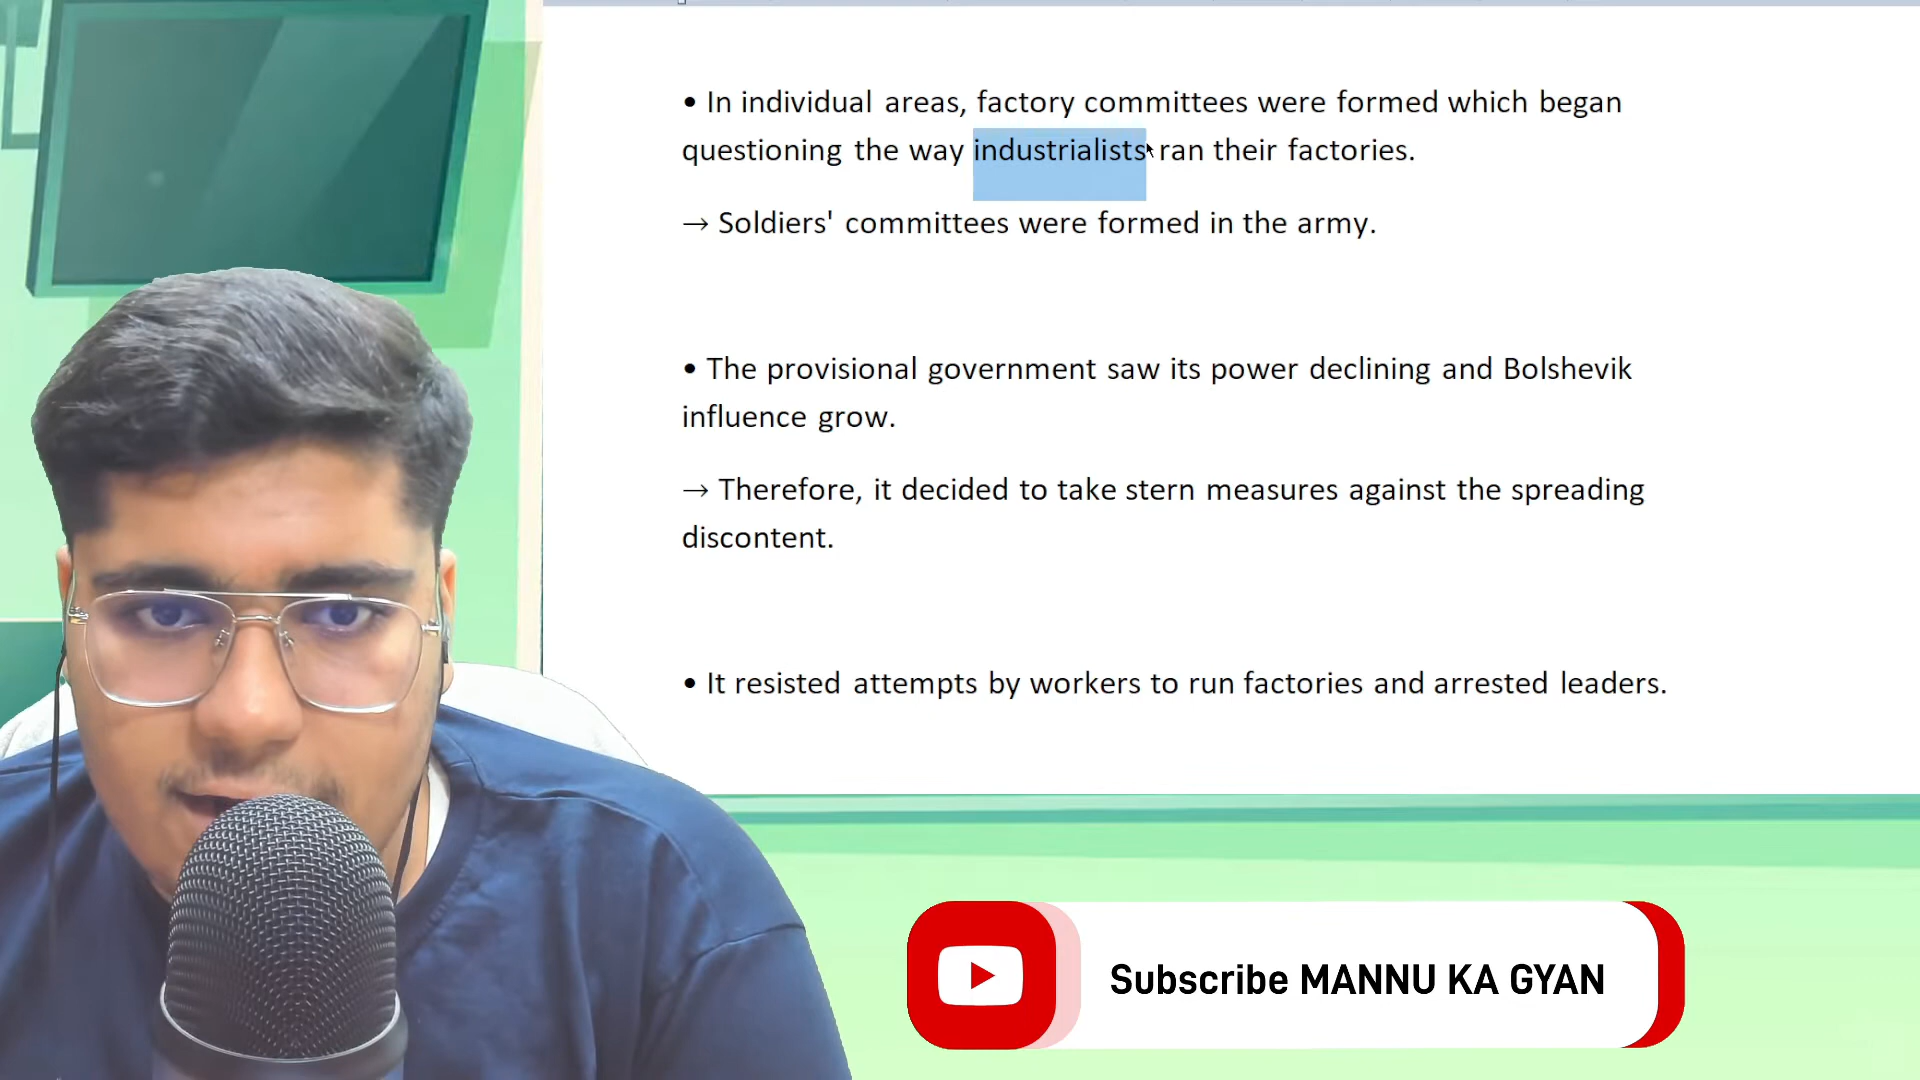 • In individual areas, factory committees were formed which began
questioning the way industrialists ran their factories.
→ Soldiers' committees were formed in the army.
• The provisional government saw its power declining and Bolshevik
influence grow.
→ Therefore, it decided to take stern measures against the spreading
discontent.
• It resisted attempts by workers to run factories and arrested leaders.
Subscribe MANNU KA GYAN